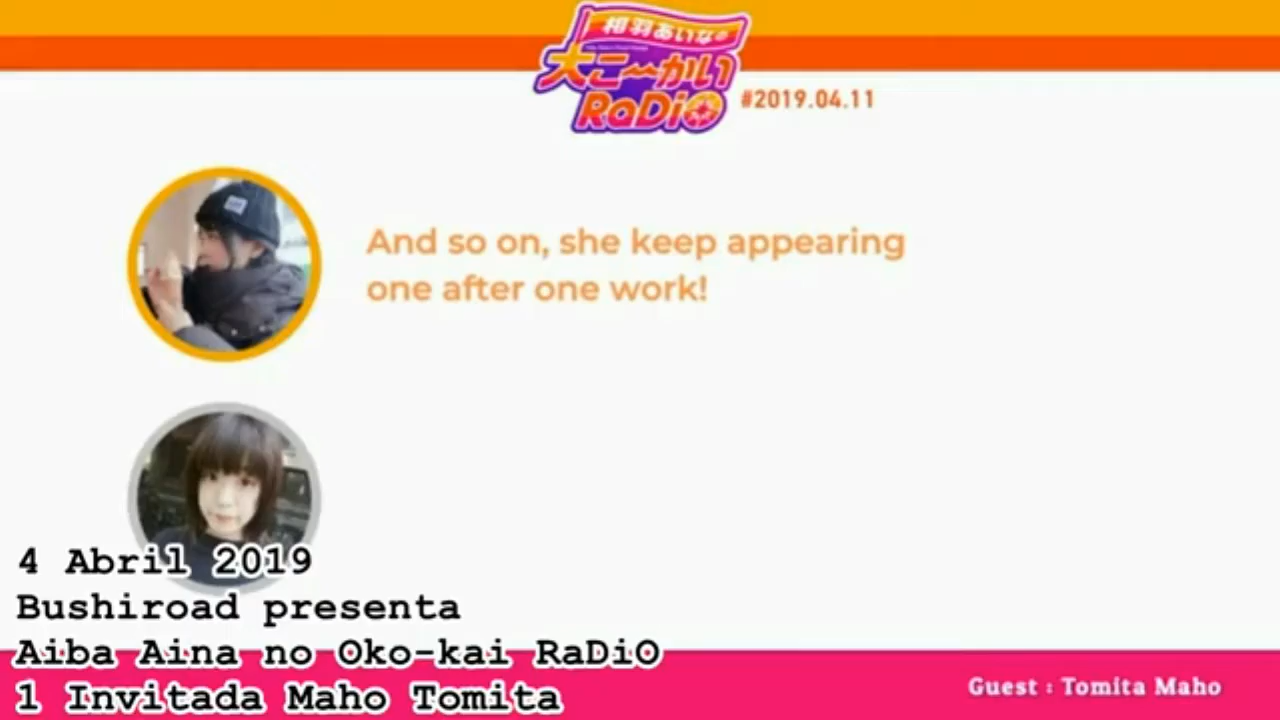 相羽あいなの
大こ〜かい
RaDiO
#2019.04.11
And so on, she keep appearing
one after one work!
4 Abril 2019
Bushiroad presenta
Aiba Aina no Oko-kai RaDiO
1 Invitada Maho Tomita
Guest : Tomita Maho